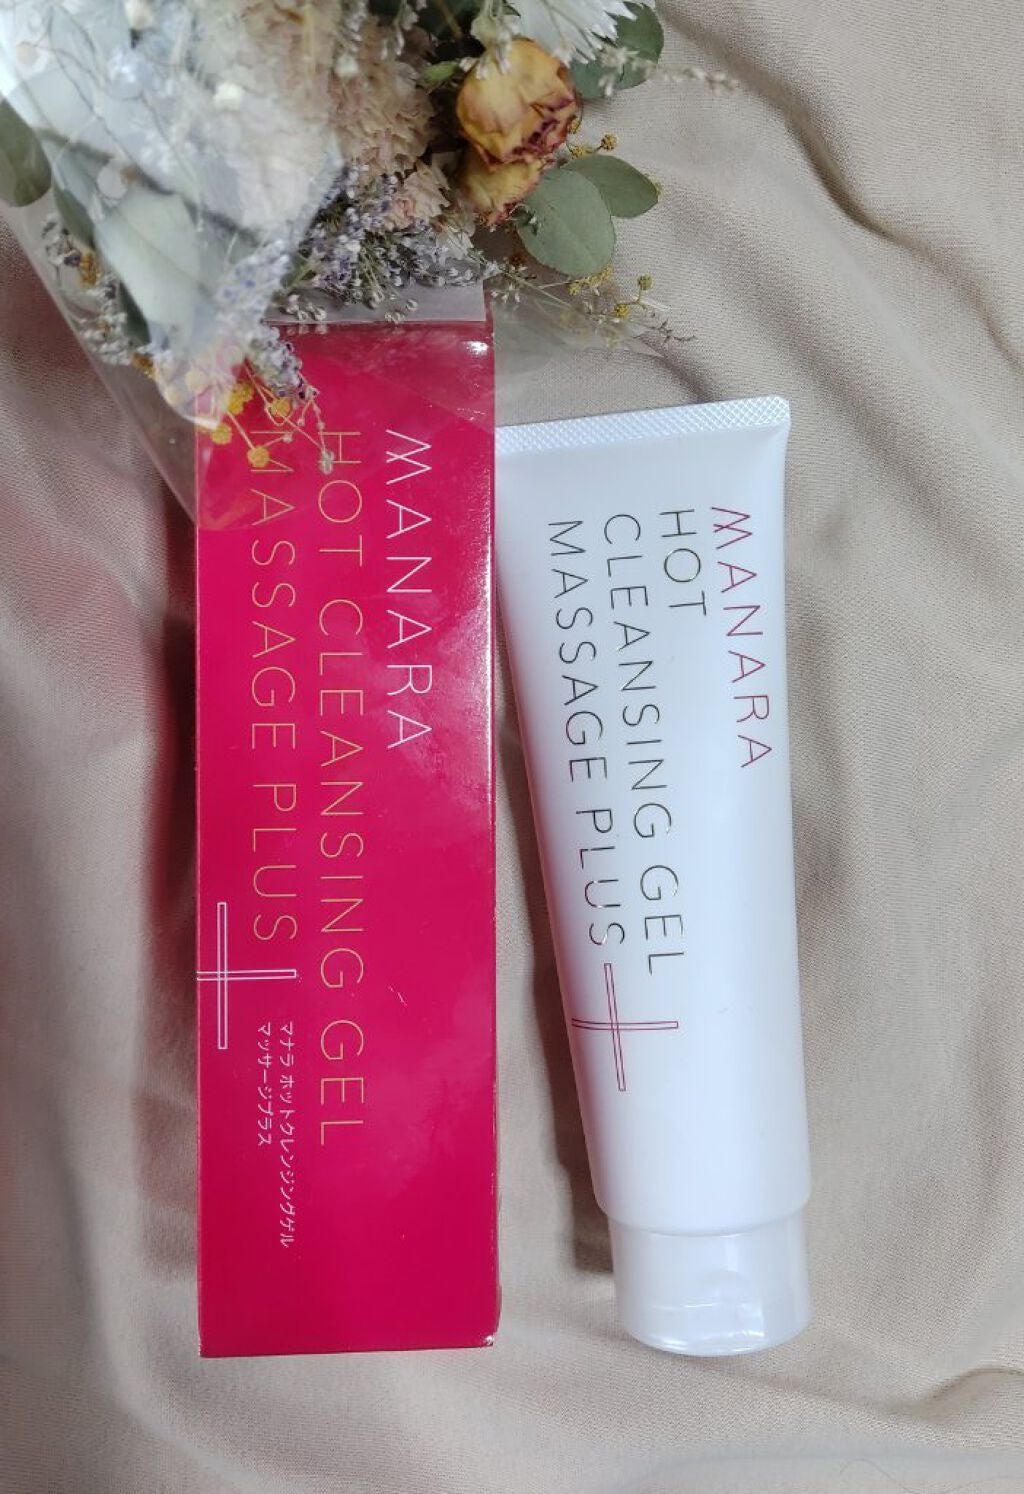 MANARA
HOT CLEANSING GEL
MASSAGE PLUS
マナラ ホットクレンジングゲル
マッサージプラス
MANARA
HOT
CLEANSING GEL
MASSAGE PLUS